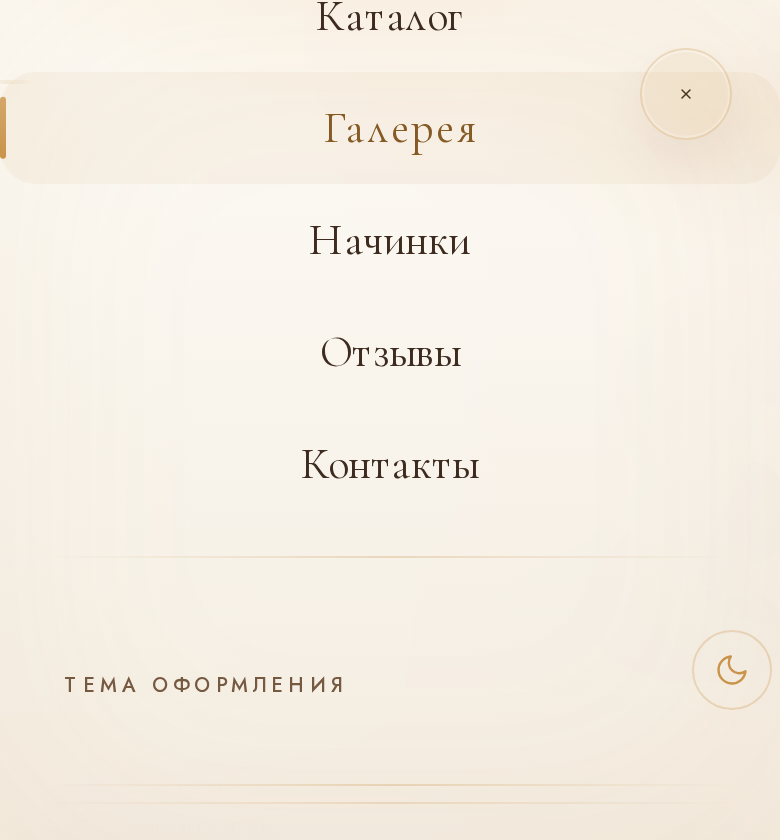 Каталог
×
Галерея
Начинки
Отзывы
Контакты
ТЕМА ОФОРМЛЕНИЯ